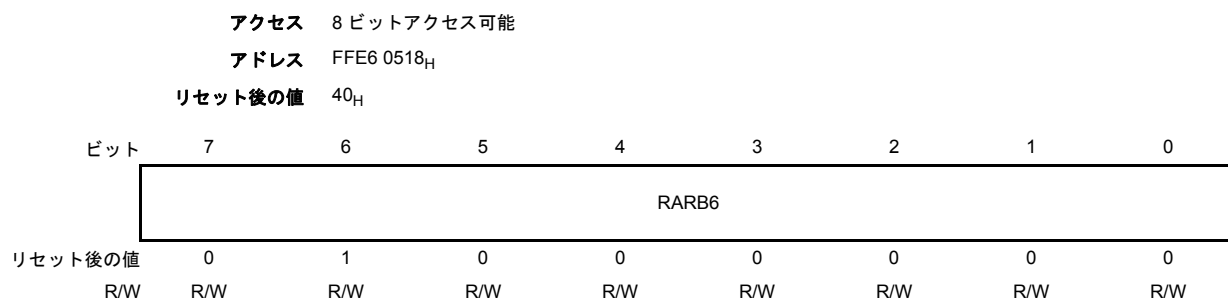 アクセス 8 ビットアクセス可能
アドレス FFE6 0518H
リセット後の値 40H
ビット 7 6 5 4 3 2 1 0
RARB6
リセット後の値 0 1 0 0 0 0 0 0
R/W R/W R/W R/W R/W R/W R/W R/W R/W